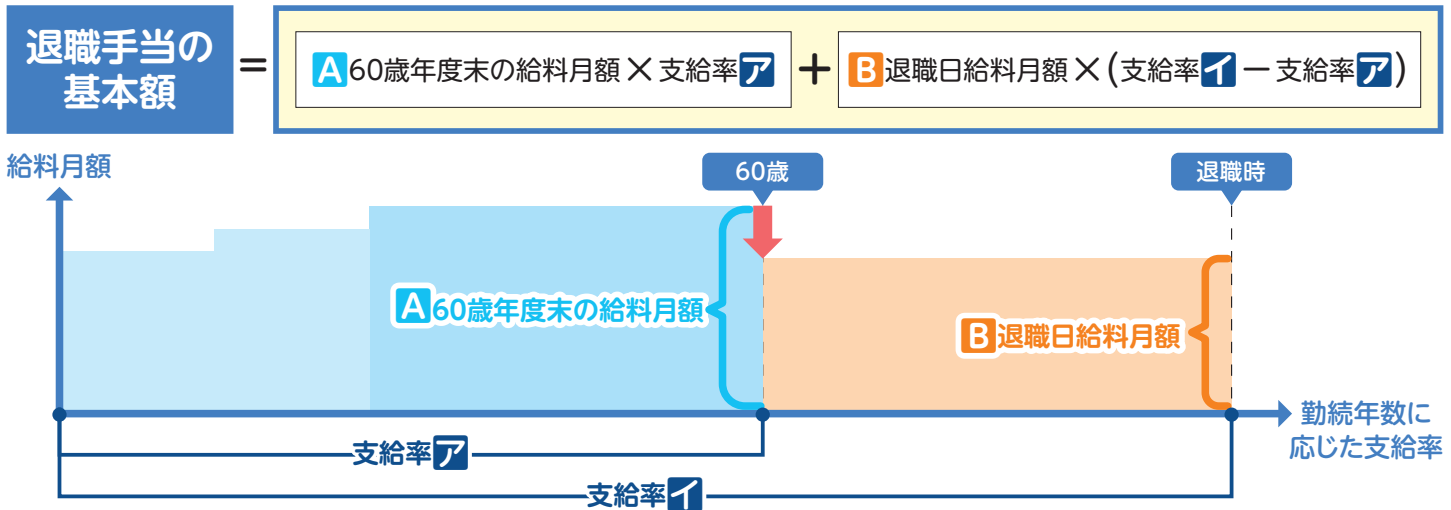 退職手当の
基本額
=
A60歳年度末の給料月額×支給率ア + B退職日給料月額×(支給率イー支給率ア)
給料月額
60歳
退職時
A60歳年度末の給料月額
B退職日給料月額
勤続年数に
応じた支給率
支給率ア
支給率イ